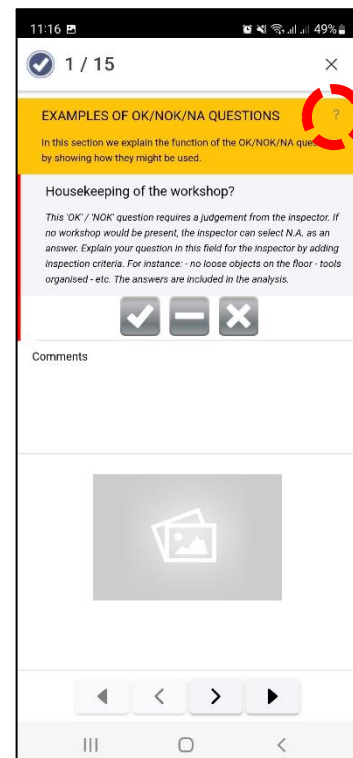 11:16 49%
1 / 15
EXAMPLES OF OK/NOK/NA QUESTIONS ?
In this section we explain the function of the OK/NOK/NA
by showing how they might be used.
Housekeeping of the workshop?
This 'OK' / 'NOK' question requires a judgement from the inspector. If
no workshop would be present, the inspector can select N.A. as an
answer. Explain your question in this field for the inspector by adding
inspection criteria. For instance: - no loose objects on the floor - tools
organised - etc. The answers are included in the analysis.
Comments